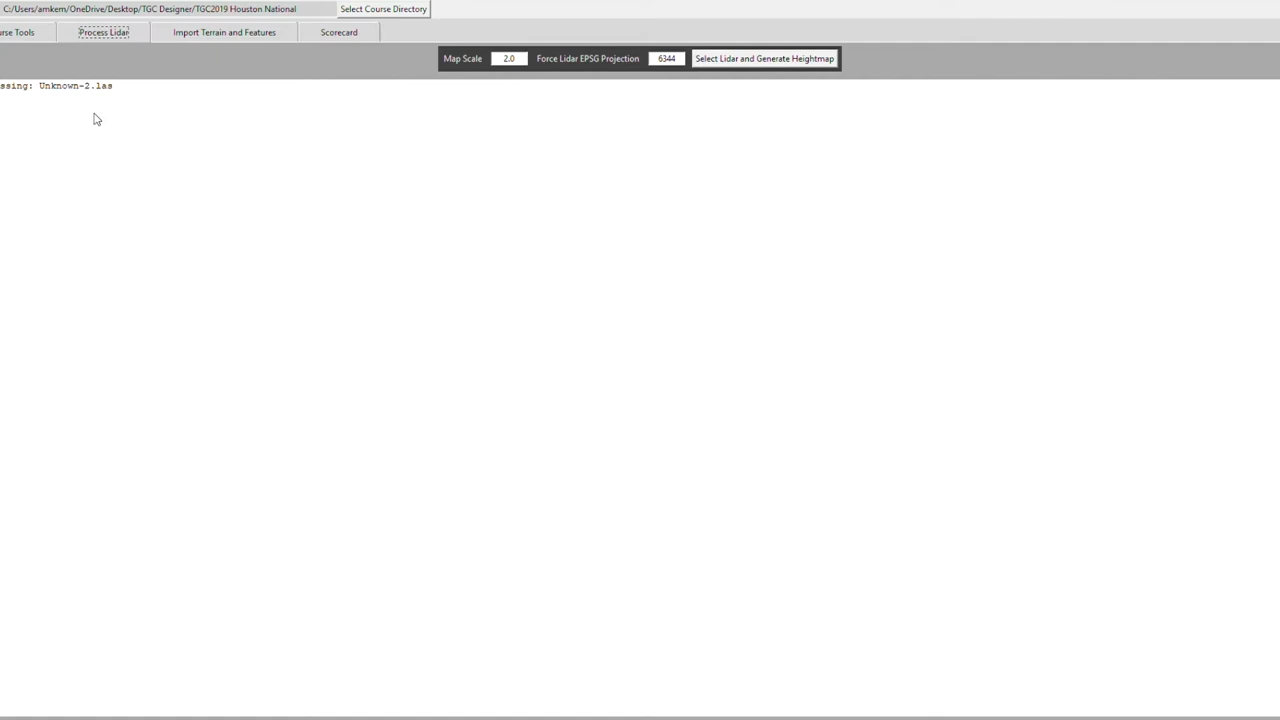 C:/Users/amkem/OneDrive/Desktop/TGC Designer/TGC2019 Houston National Select Course Directory
rse Tools Process Lidar Import Terrain and Features Scorecard
Map Scale 2.0 Force Lidar EPSG Projection 6344 Select Lidar and Generate Heightmap
ssing: Unknown-2.las